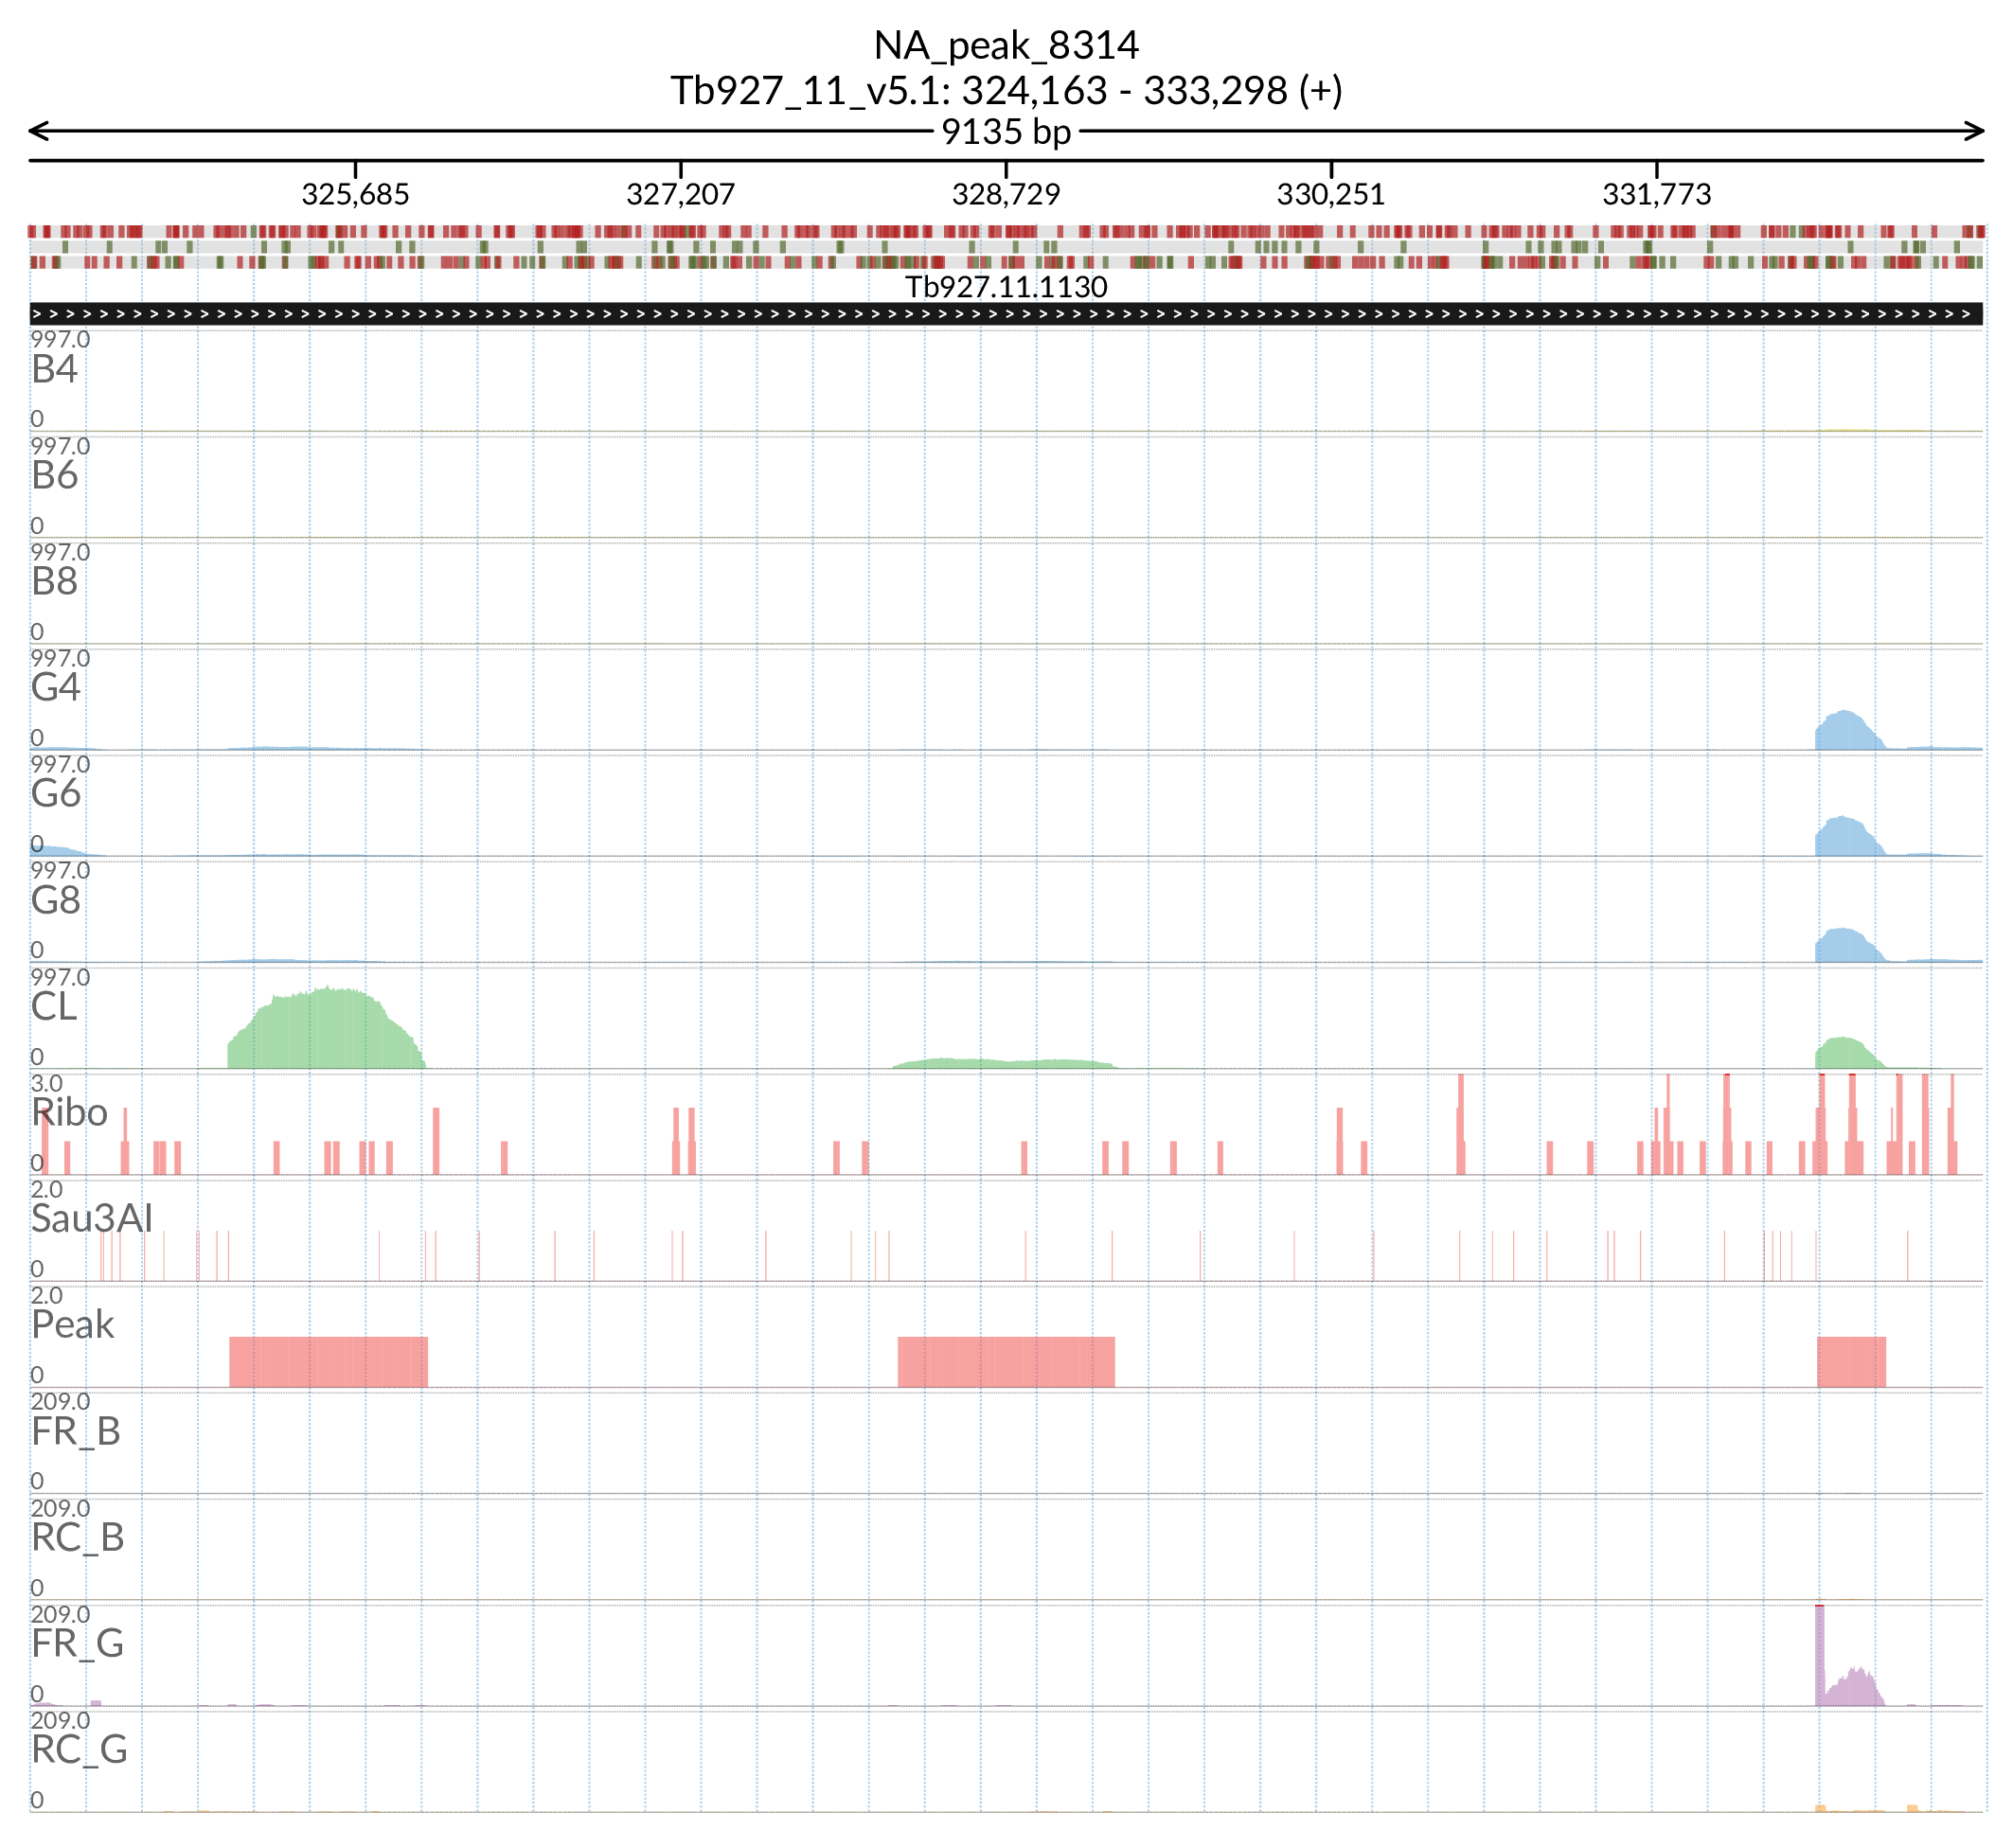 NA_peak_8314
Tb927_11_v5.1: 324,163 - 333,298 (+)
9135 bp
325,685 327,207 328,729 330,251 331,773
Tb927.11.1130
997.0
B4
0
997.0
B6
0
997.0
B8
0
997.0
G4
0
997.0
G6
0
997.0
G8
0
997.0
CL
0
3.0
Ribo
0
2.0
Sau3AI
0
2.0
Peak
0
209.0
FR_B
0
209.0
RC_B
0
209.0
FR_G
0
209.0
RC_G
0